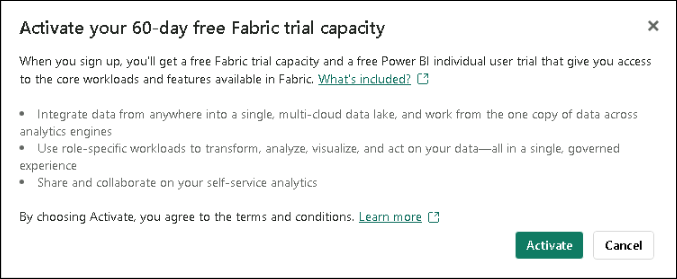 Activate your 60-day free Fabric trial capacity
When you sign up, you'll get a free Fabric trial capacity and a free Power BI individual user trial that give you access
to the core workloads and features available in Fabric. What's included?
• Integrate data from anywhere into a single, multi-cloud data lake, and work from the one copy of data across
analytics engines
• Use role-specific workloads to transform, analyze, visualize, and act on your data—all in a single, governed
experience
• Share and collaborate on your self-service analytics
By choosing Activate, you agree to the terms and conditions. Learn more
Activate
Cancel